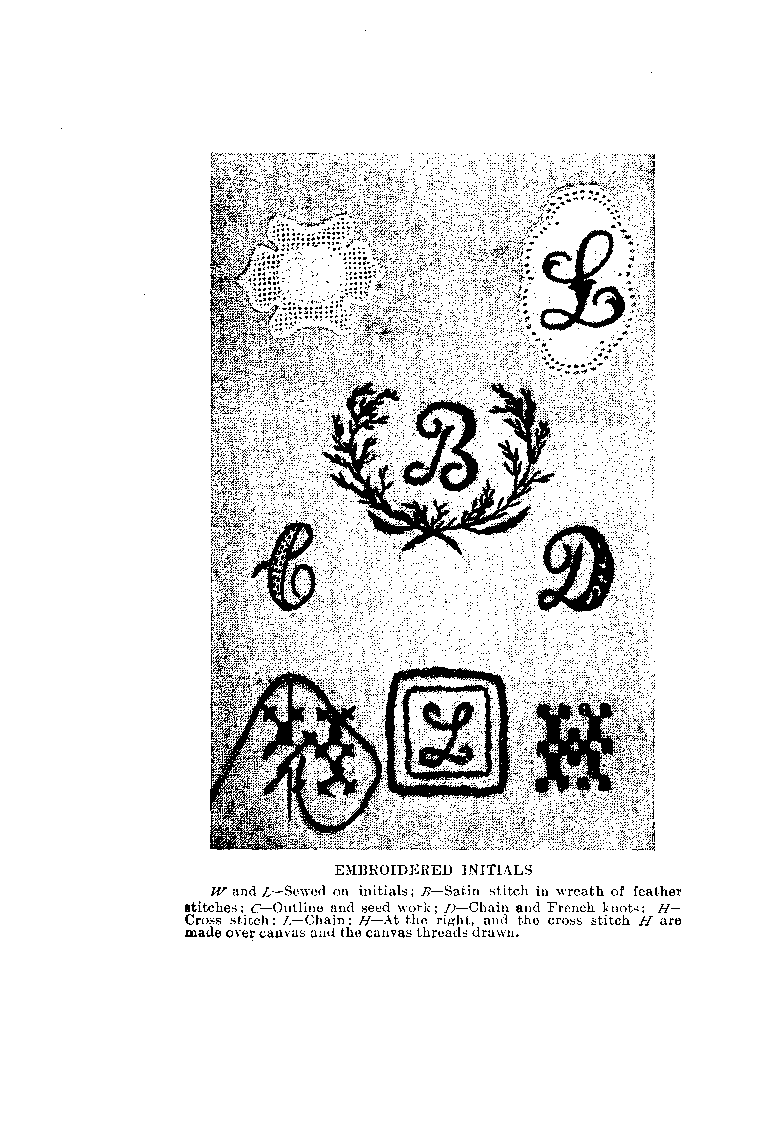 L
B
C D
H L H
EMBROIDERED INITIALS
W and L—Sewed on initials; B—Satin stitch in wreath of feather
stitches; C—Outline and seed work; D—Chain and French knots; H—
Cross stitch; L—Chain; H—At the right, and the cross stitch H are
made over canvas and the canvas threads drawn.